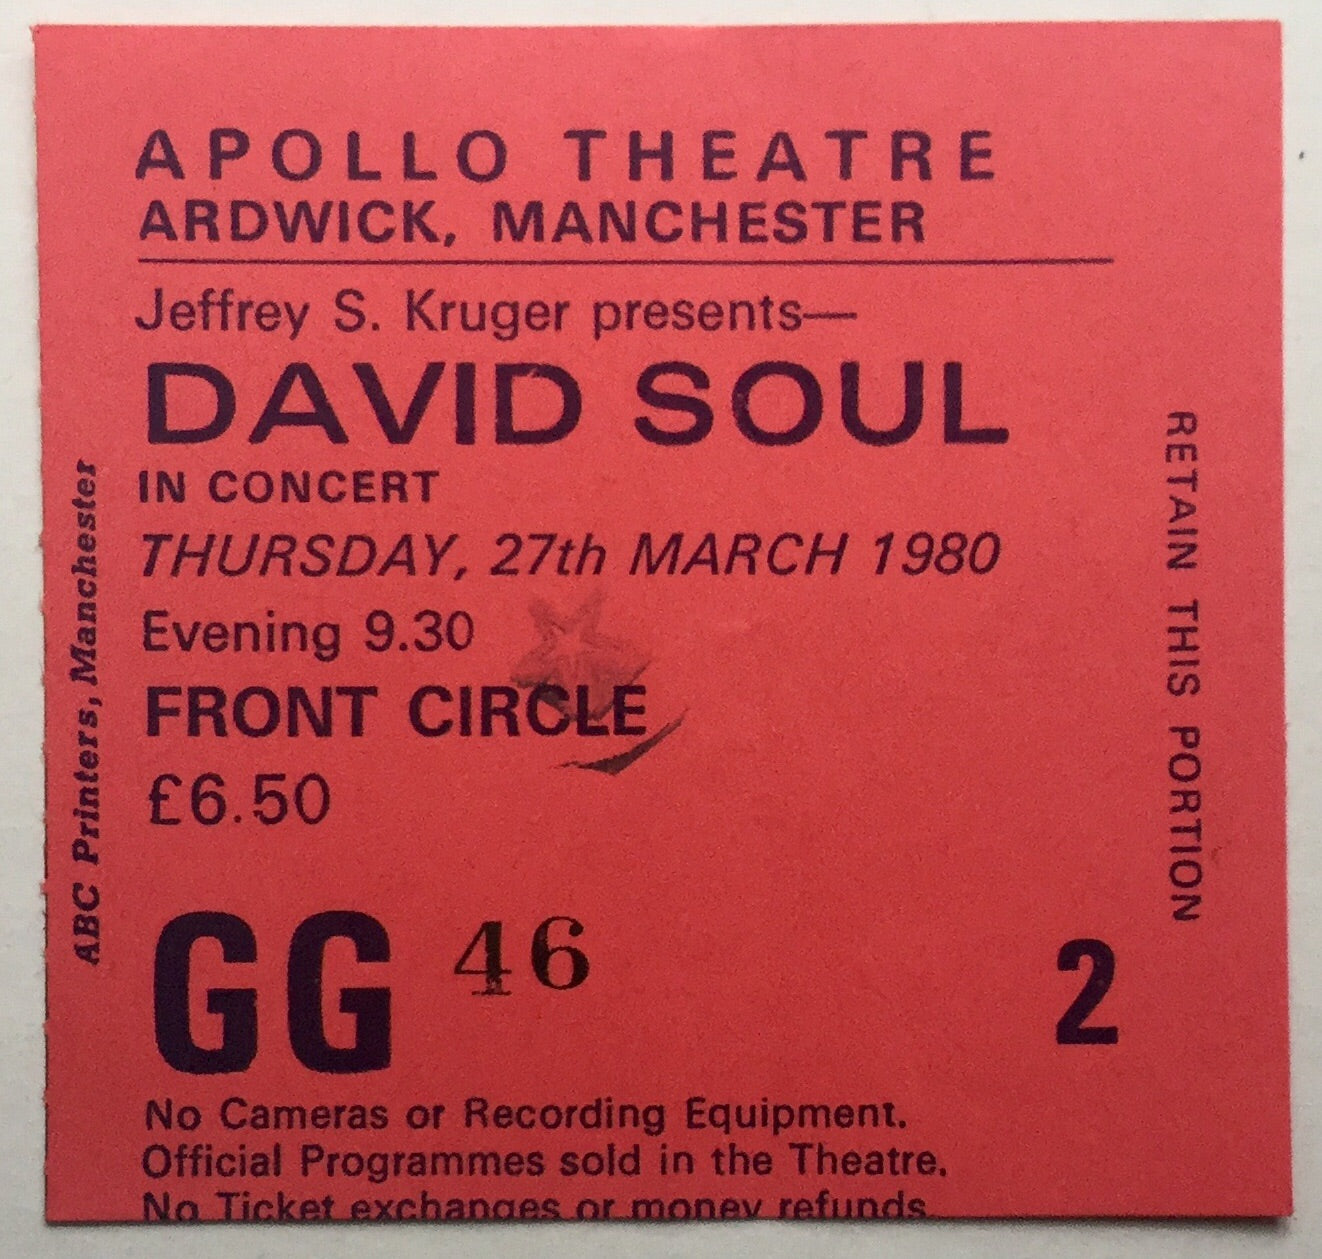 APOLLO THEATRE
ARDWICK, MANCHESTER
Jeffrey S. Kruger presents—
DAVID SOUL
IN CONCERT
THURSDAY, 27th MARCH 1980
Evening 9.30
FRONT CIRCLE
£6.50
GG 46
2
No Cameras or Recording Equipment.
Official Programmes sold in the Theatre.
No Ticket exchanges or money refunds.
ABC Printers, Manchester
RETAIN THIS PORTION